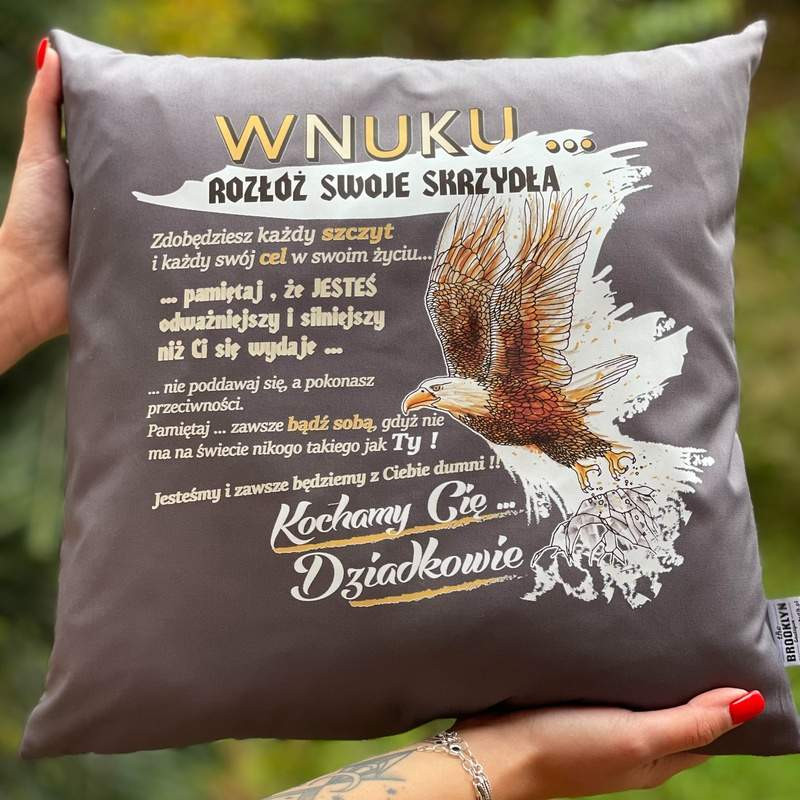 WNUKU ...
ROZŁÓŻ SWOJE SKRZYDŁA
Zdobędziesz każdy szczyt
i każdy swój cel w swoim życiu...
... pamiętaj , że JESTEŚ
odważniejszy i silniejszy
niż Ci się wydaje ...
... nie poddawaj się, a pokonasz
przeciwności.
Pamiętaj ... zawsze bądź sobą, gdyż nie
ma na świecie nikogo takiego jak Ty !
Jesteśmy i zawsze będziemy z Ciebie dumni !!
Kochamy Cię ...
Dziadkowie
the
BROOKLYN